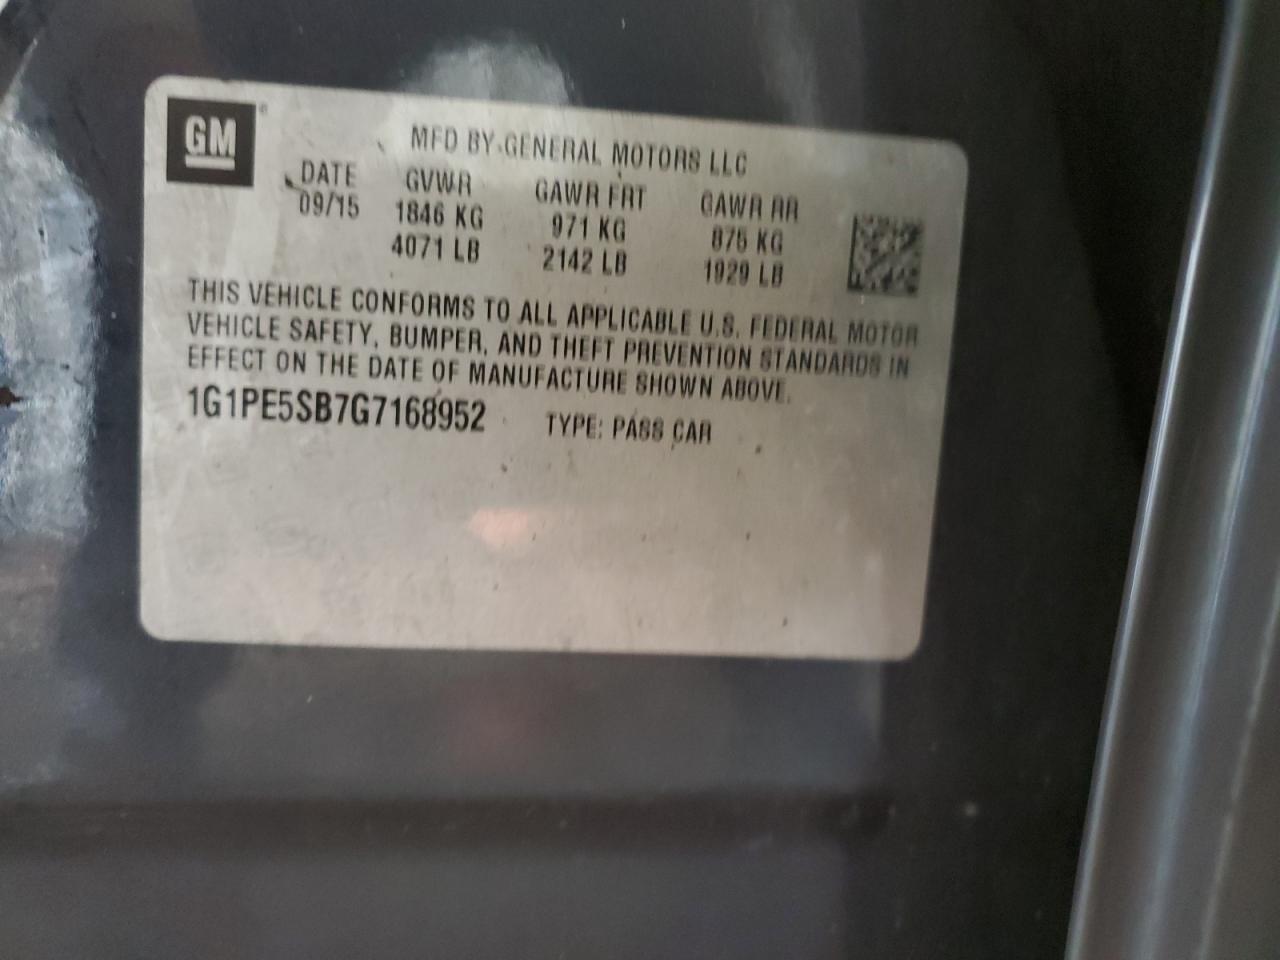 GM
MFD BY GENERAL MOTORS LLC
DATE GVWR GAWR FRT GAWR RR
09/15 1846 KG 971 KG 875 KG
4071 LB 2142 LB 1929 LB
THIS VEHICLE CONFORMS TO ALL APPLICABLE U.S. FEDERAL MOTOR
VEHICLE SAFETY, BUMPER, AND THEFT PREVENTION STANDARDS IN
EFFECT ON THE DATE OF MANUFACTURE SHOWN ABOVE.
1G1PE5SB7G7168952 TYPE: PASS CAR